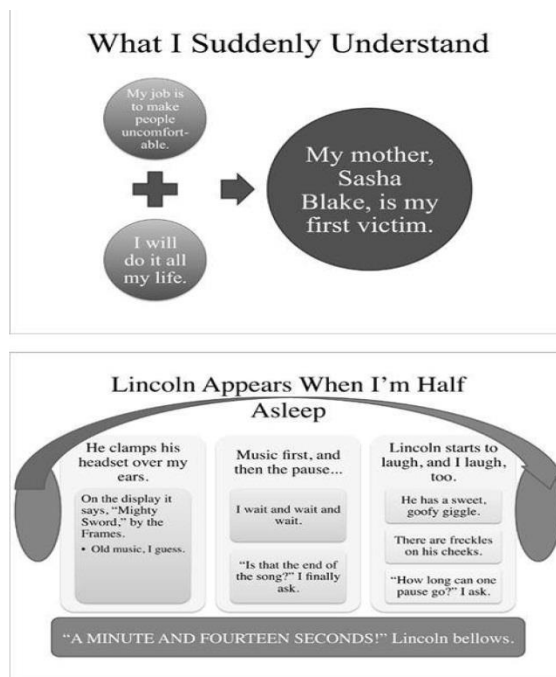 What I Suddenly Understand
My job is
to make
people
uncomfort-
able.
I will
do it all
my life.
My mother,
Sasha
Blake, is my
first victim.
Lincoln Appears When I'm Half
Asleep
He clamps his
headset over my
ears.
On the display it
says, “Mighty
Sword,” by the
Frames.
• Old music, I guess.
Music first, and
then the pause...
I wait and wait and
wait.
“Is that the end of
the song?” I finally
ask.
Lincoln starts to
laugh, and I laugh,
too.
He has a sweet,
goofy giggle.
There are freckles
on his cheeks.
“How long can one
pause go?” I ask.
“A MINUTE AND FOURTEEN SECONDS!” Lincoln bellows.